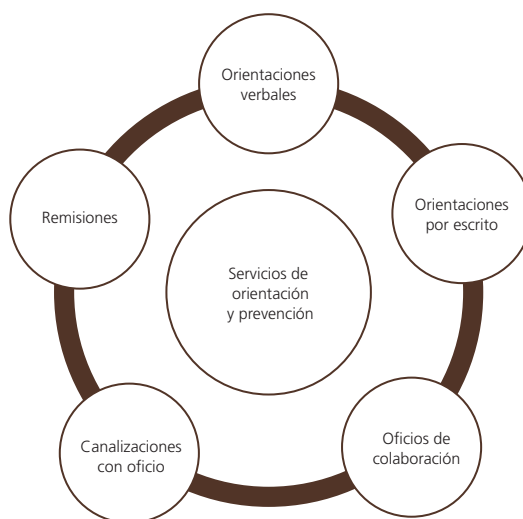 Orientaciones
verbales
Orientaciones
por escrito
Remisiones
Servicios de
orientación
y prevención
Oficios de
colaboración
Canalizaciones
con oficio